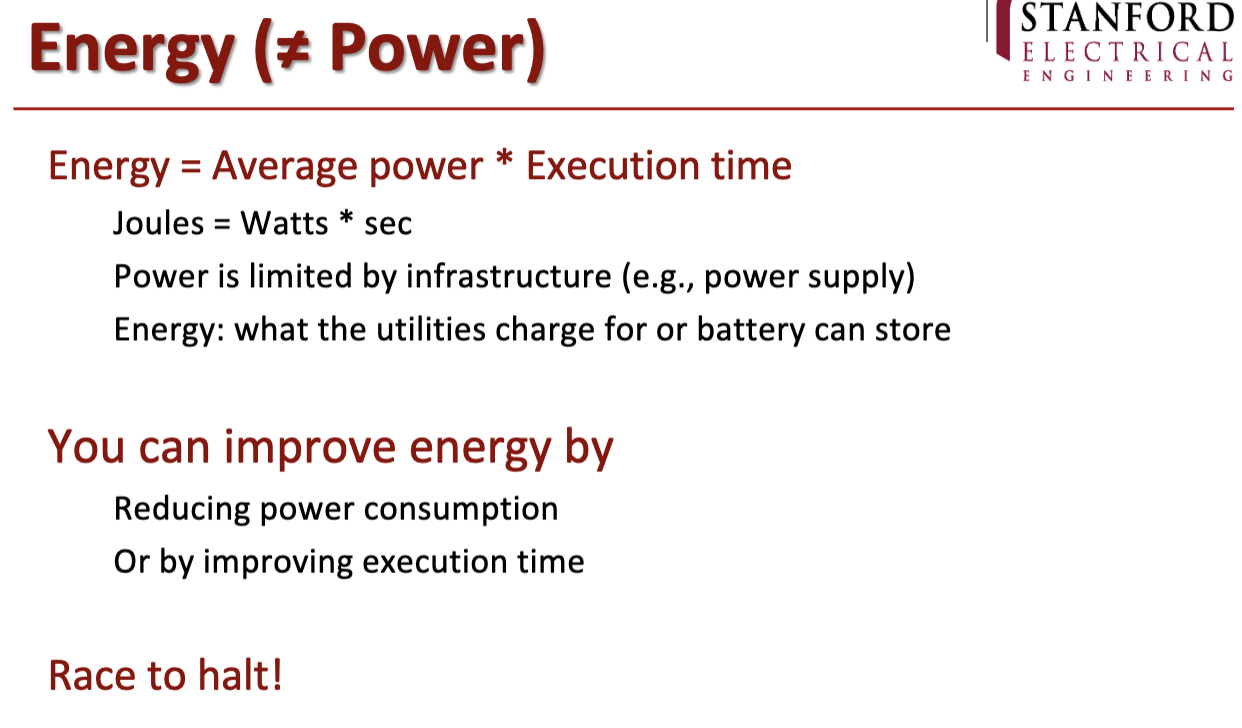 Energy (≠ Power)
STANFORD
ELECTRICAL
ENGINEERING
Energy = Average power * Execution time
Joules = Watts * sec
Power is limited by infrastructure (e.g., power supply)
Energy: what the utilities charge for or battery can store
You can improve energy by
Reducing power consumption
Or by improving execution time
Race to halt!